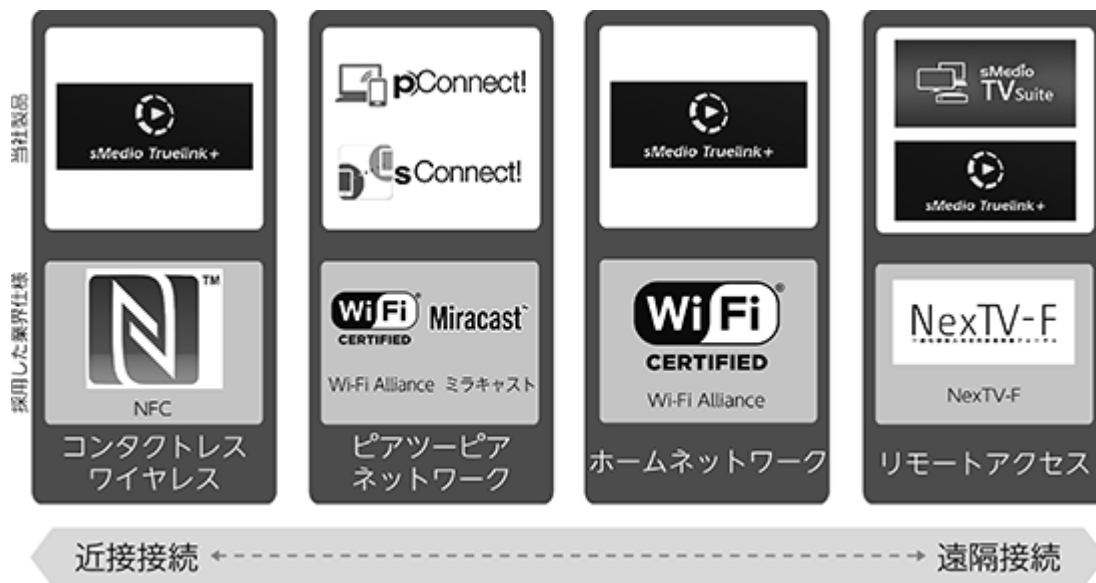 当社製品
sMedio Truelink+
pConnect!
sConnect!
sMedio Truelink+
sMedio
TV Suite
sMedio Truelink+
採用した業界仕様
TM
NFC
Wi Fi®
CERTIFIED
Miracast™
Wi-Fi Alliance ミラキャスト
Wi Fi®
CERTIFIED
Wi-Fi Alliance
NexTV-F
NexTV-F
コンタクトレス
ワイヤレス
ピアツーピア
ネットワーク
ホームネットワーク
リモートアクセス
近接接続
遠隔接続